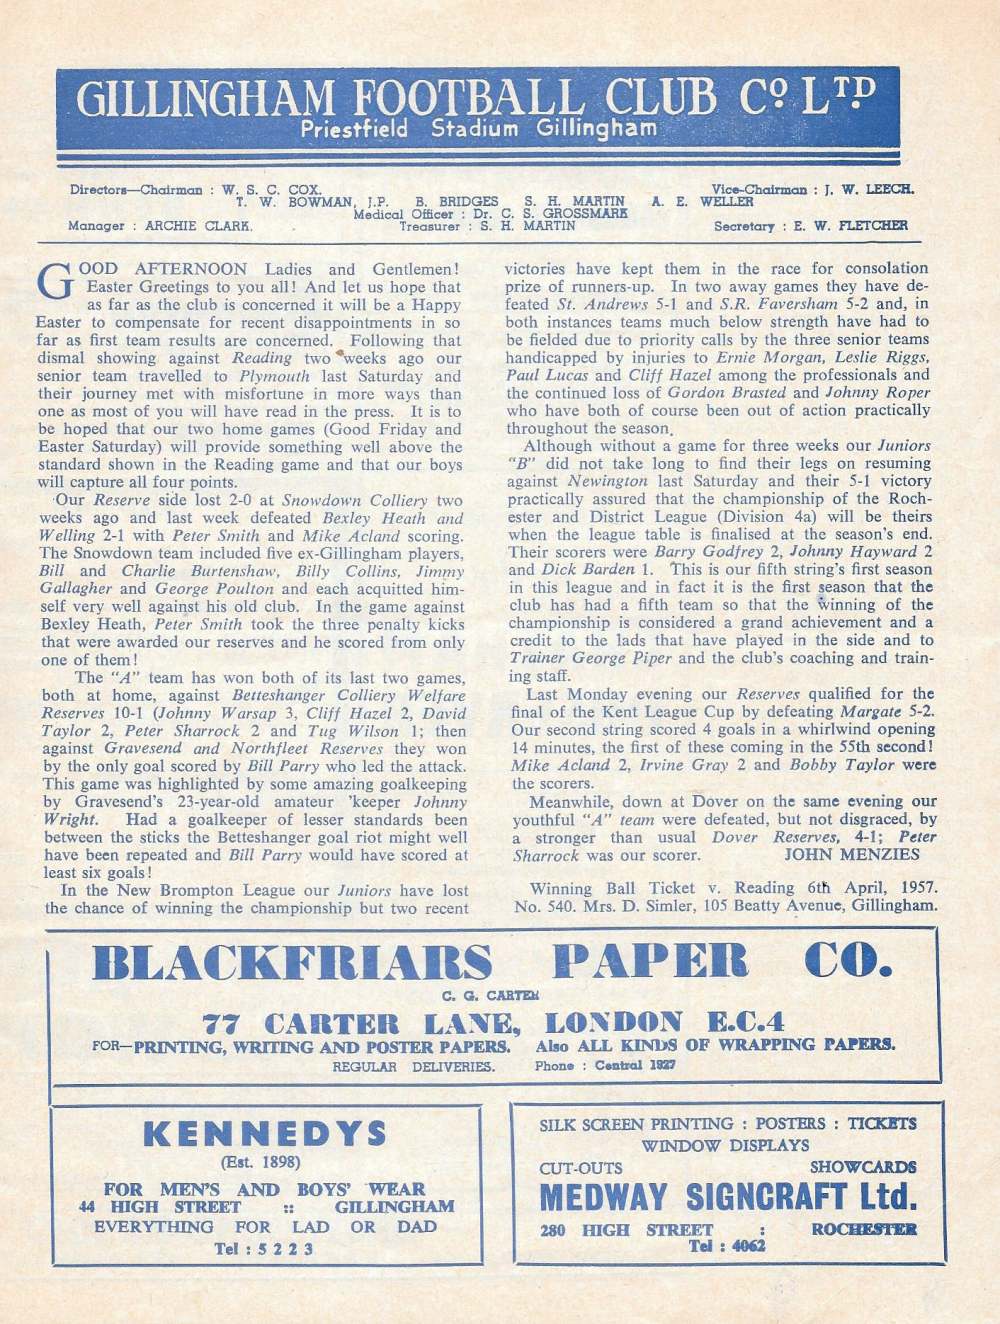 GILLINGHAM FOOTBALL CLUB Co LTD
Priestfield Stadium Gillingham
Directors—Chairman : W. S. C. COX. Vice-Chairman : J. W. LEECH.
T. W. BOWMAN, J.P. B. BRIDGES S. H. MARTIN A. E. WELLER
Medical Officer : Dr. C. S. GROSSMARK
Manager : ARCHIE CLARK. Treasurer : S. H. MARTIN Secretary : E. W. FLETCHER
GOOD AFTERNOON Ladies and Gentlemen!
Easter Greetings to you all! And let us hope that
as far as the club is concerned it will be a Happy
Easter to compensate for recent disappointments in so
far as first team results are concerned. Following that
dismal showing against Reading two weeks ago our
senior team travelled to Plymouth last Saturday and
their journey met with misfortune in more ways than
one as most of you will have read in the press. It is to
be hoped that our two home games (Good Friday and
Easter Saturday) will provide something well above the
standard shown in the Reading game and that our boys
will capture all four points.
Our Reserve side lost 2-0 at Snowdown Colliery two
weeks ago and last week defeated Bexley Heath and
Welling 2-1 with Peter Smith and Mike Acland scoring.
The Snowdown team included five ex-Gillingham players,
Bill and Charlie Burtenshaw, Billy Collins, Jimmy
Gallagher and George Poulton and each acquitted him-
self very well against his old club. In the game against
Bexley Heath, Peter Smith took the three penalty kicks
that were awarded our reserves and he scored from only
one of them!
The "A" team has won both of its last two games,
both at home, against Betteshanger Colliery Welfare
Reserves 10-1 (Johnny Warsap 3, Cliff Hazel 2, David
Taylor 2, Peter Sharrock 2 and Tug Wilson 1; then
against Gravesend and Northfleet Reserves they won
by the only goal scored by Bill Parry who led the attack.
This game was highlighted by some amazing goalkeeping
by Gravesend's 23-year-old amateur 'keeper Johnny
Wright. Had a goalkeeper of lesser standards been
between the sticks the Betteshanger goal riot might well
have been repeated and Bill Parry would have scored at
least six goals!
In the New Brompton League our Juniors have lost
the chance of winning the championship but two recent
victories have kept them in the race for consolation
prize of runners-up. In two away games they have de-
feated St. Andrews 5-1 and S.R. Faversham 5-2 and, in
both instances teams much below strength have had to
be fielded due to priority calls by the three senior teams
handicapped by injuries to Ernie Morgan, Leslie Riggs,
Paul Lucas and Cliff Hazel among the professionals and
the continued loss of Gordon Brasted and Johnny Roper
who have both of course been out of action practically
throughout the season.
Although without a game for three weeks our Juniors
"B" did not take long to find their legs on resuming
against Newington last Saturday and their 5-1 victory
practically assured that the championship of the Roch-
ester and District League (Division 4a) will be theirs
when the league table is finalised at the season's end.
Their scorers were Barry Godfrey 2, Johnny Hayward 2
and Dick Barden 1. This is our fifth string's first season
in this league and in fact it is the first season that the
club has had a fifth team so that the winning of the
championship is considered a grand achievement and a
credit to the lads that have played in the side and to
Trainer George Piper and the club's coaching and train-
ing staff.
Last Monday evening our Reserves qualified for the
final of the Kent League Cup by defeating Margate 5-2.
Our second string scored 4 goals in a whirlwind opening
14 minutes, the first of these coming in the 55th second!
Mike Acland 2, Irvine Gray 2 and Bobby Taylor were
the scorers.
Meanwhile, down at Dover on the same evening our
youthful "A" team were defeated, but not disgraced, by
a stronger than usual Dover Reserves, 4-1; Peter
Sharrock was our scorer. JOHN MENZIES
Winning Ball Ticket v. Reading 6th April, 1957.
No. 540. Mrs. D. Simler, 105 Beatty Avenue, Gillingham.
BLACKFRIARS PAPER CO.
C. G. CARTER
77 CARTER LANE, LONDON E.C.4
FOR—PRINTING, WRITING AND POSTER PAPERS. Also ALL KINDS OF WRAPPING PAPERS.
REGULAR DELIVERIES. Phone : Central 1927
KENNEDYS
(Est. 1898)
FOR MEN'S AND BOYS' WEAR
44 HIGH STREET :: GILLINGHAM
EVERYTHING FOR LAD OR DAD
Tel : 5 2 2 3
SILK SCREEN PRINTING : POSTERS : TICKETS
WINDOW DISPLAYS
CUT-OUTS SHOWCARDS
MEDWAY SIGNCRAFT Ltd.
280 HIGH STREET : ROCHESTER
Tel : 4062